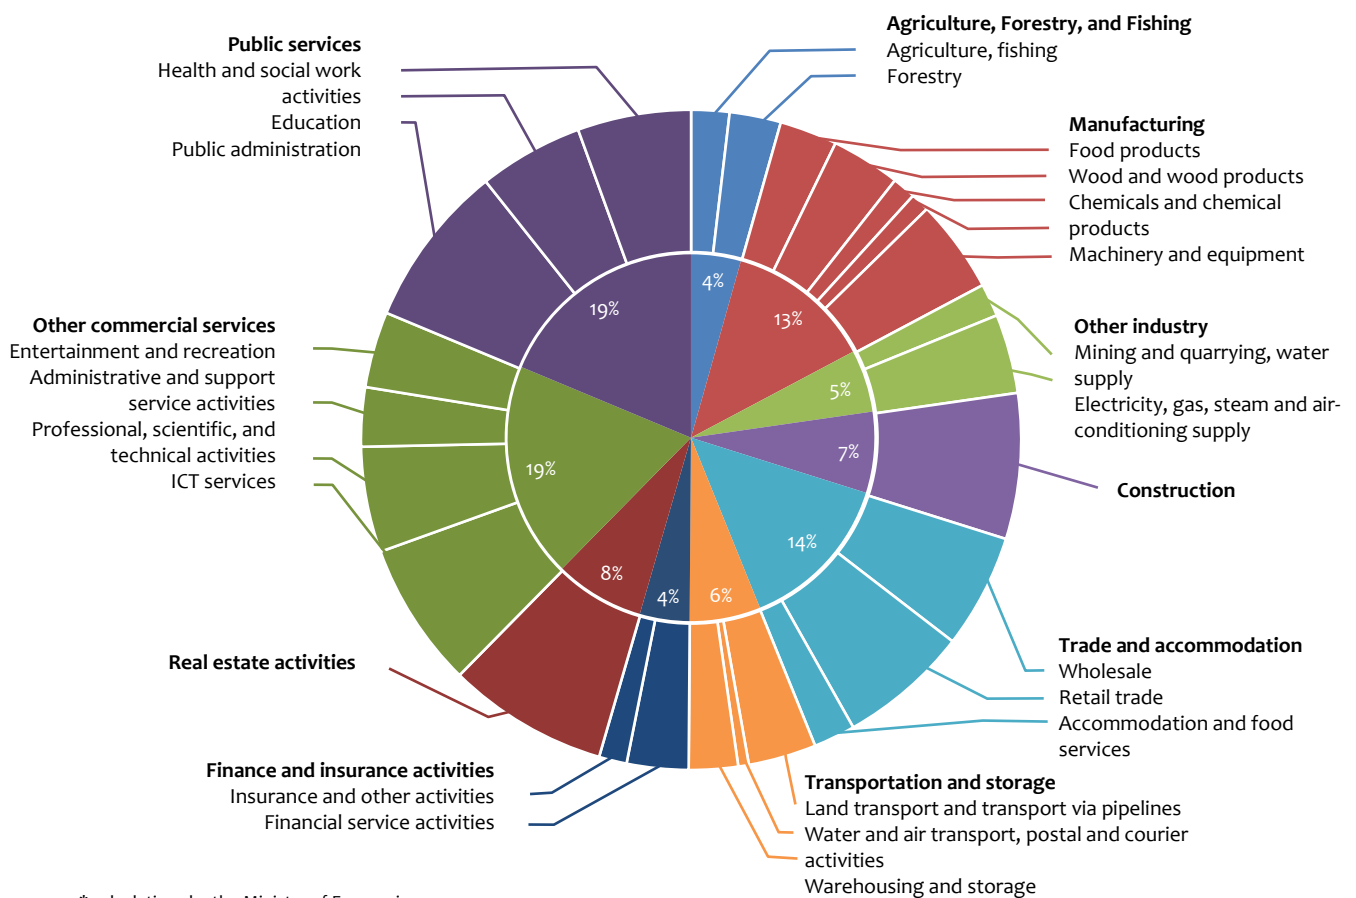 Agriculture, Forestry, and Fishing
Agriculture, fishing
Forestry
Public services
Health and social work
activities
Education
Public administration
Manufacturing
Food products
Wood and wood products
Chemicals and chemical
products
Machinery and equipment
Other industry
Mining and quarrying, water
supply
Electricity, gas, steam and air-
conditioning supply
Construction
Other commercial services
Entertainment and recreation
Administrative and support
service activities
Professional, scientific, and
technical activities
ICT services
4%
13%
5%
7%
14%
6%
4%
8%
19%
19%
Real estate activities
Trade and accommodation
Wholesale
Retail trade
Accommodation and food
services
Finance and insurance activities
Insurance and other activities
Financial service activities
Transportation and storage
Land transport and transport via pipelines
Water and air transport, postal and courier
activities
Warehousing and storage